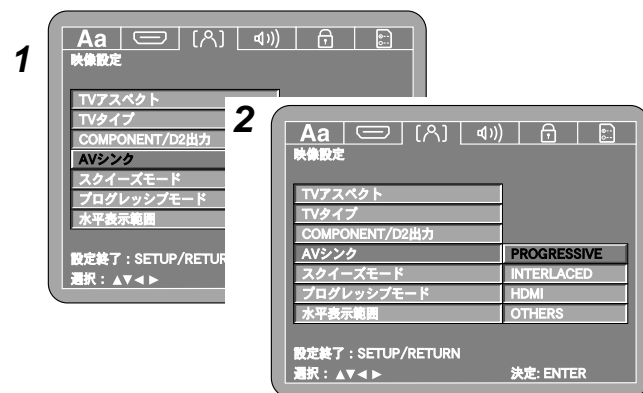 1
Aa
映像設定
TVアスペクト
TVタイプ
COMPONENT/D2出力
AVシンク
スクイーズモード
プログレッシブモード
水平表示範囲
設定終了：SETUP/RETUR
選択：▲▼◀▶
2
Aa
映像設定
TVアスペクト
TVタイプ
COMPONENT/D2出力
AVシンク PROGRESSIVE
スクイーズモード INTERLACED
プログレッシブモード HDMI
水平表示範囲 OTHERS
設定終了：SETUP/RETURN
選択：▲▼◀▶ 決定: ENTER